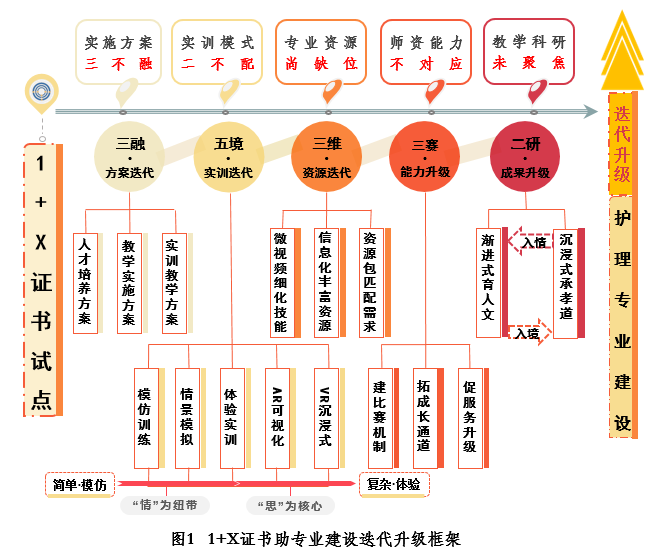 实施方案
三不融
实训模式
二不配
专业资源
尚缺位
师资能力
不对应
教学科研
未聚焦
1+X证书试点
三融
·
方案迭代
五境
·
实训迭代
三维
·
资源迭代
三赛
·
能力升级
二研
·
成果升级
迭代升级
护理专业建设
人才培养方案
教学实施方案
实训教学方案
微视频细化技能
信息化丰富资源
资源包匹配需求
渐进式育人文
入情
入境
沉浸式承孝道
模仿训练
情景模拟
体验实训
AR可视化
VR沉浸式
建比赛机制
拓成长通道
促服务升级
简单·模仿
复杂·体验
“情”为纽带
“思”为核心
图1 1+X证书助专业建设迭代升级框架